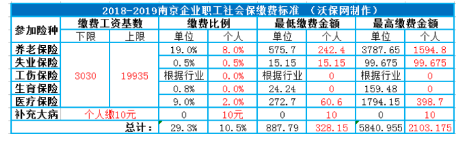 2018-2019南京企业职工社会保缴费标准 (沃保网制作)
参加险种 缴费工资基数 缴费比例 最低缴费金额 最高缴费金额
下限 上限 单位 个人 单位 个人 单位 个人
养老保险 3030 19935 19.0% 8.0% 575.7 242.4 3787.65 1594.8
失业保险 0.5% 0.5% 15.15 15.15 99.675 99.675
工伤保险 根据行业 0 根据行业 0 根据行业 0
生育保险 0.8% 0.0% 24.24 0 159.48 0
医疗保险 9.0% 2.0% 272.7 60.6 1794.15 398.7
补充大病 个人缴10元 0 10元 0 10 0 10
总计: 29.3% 10.5% 887.79 328.15 5840.955 2103.175